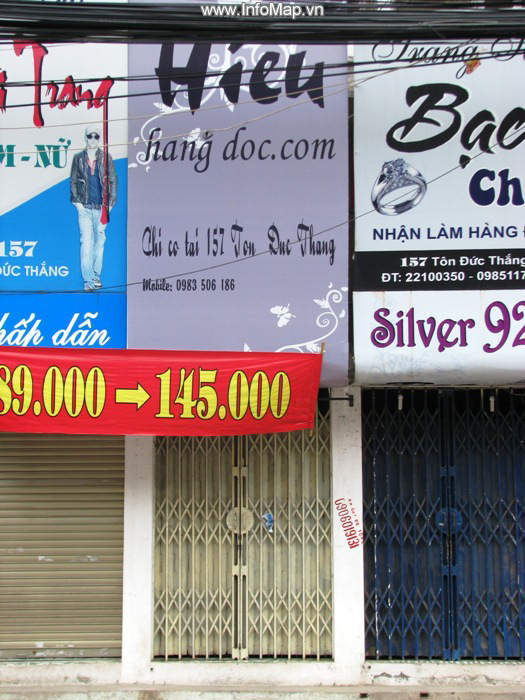 www.InfoMap.vn
Trang
M-NỮ
157
ĐỨC THẮNG
hấp dẫn
Hieu
hang doc.com
Chi co tai 157 Ton Duc Thang
Mobile: 0983 506 186
Trang
Bạc
Ch
NHẬN LÀM HÀNG
157 Tôn Đức Thắng
ĐT: 22100350 - 0985117
Silver 92
89.000 → 145.000